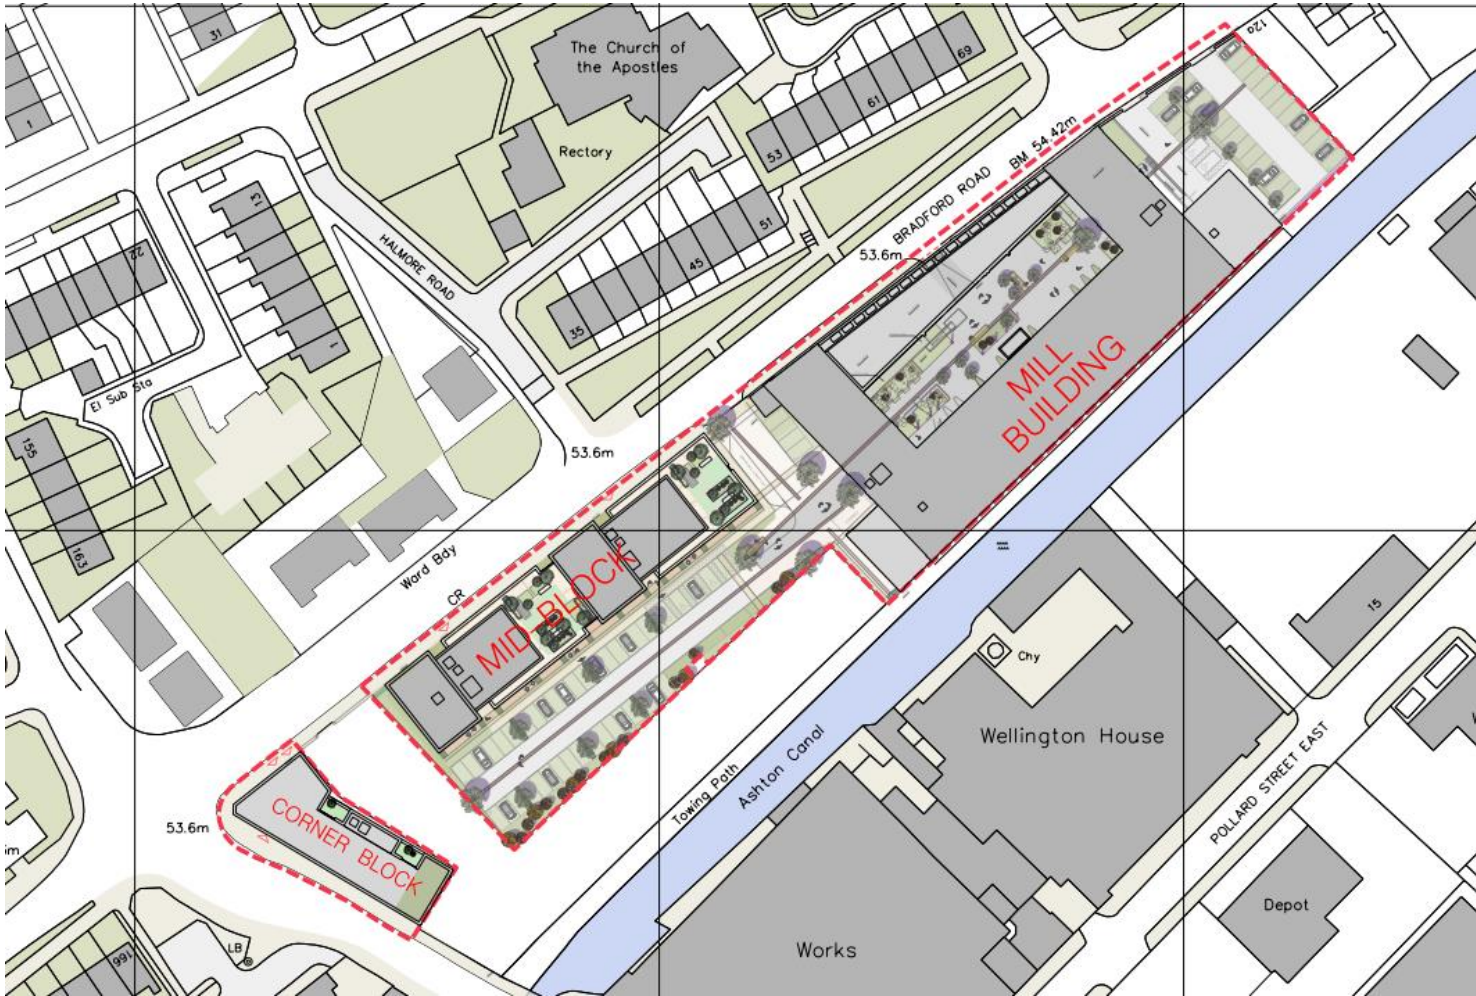 31
The Church of
the Apostles
69
12a
1
61
53
Rectory
BM 54.42m
BRADFORD ROAD
13
51
22
HALMORE ROAD
45
53.6m
35
1
El Sub Sta
MILL
BUILDING
155
53.6m
163
Ward Bdy
CR
MID-BLOCK
15
Chy
Wellington House
Ashton Canal
Towing Path
POLLARD STREET EAST
53.6m
CORNER BLOCK
Depot
LB
166
Works